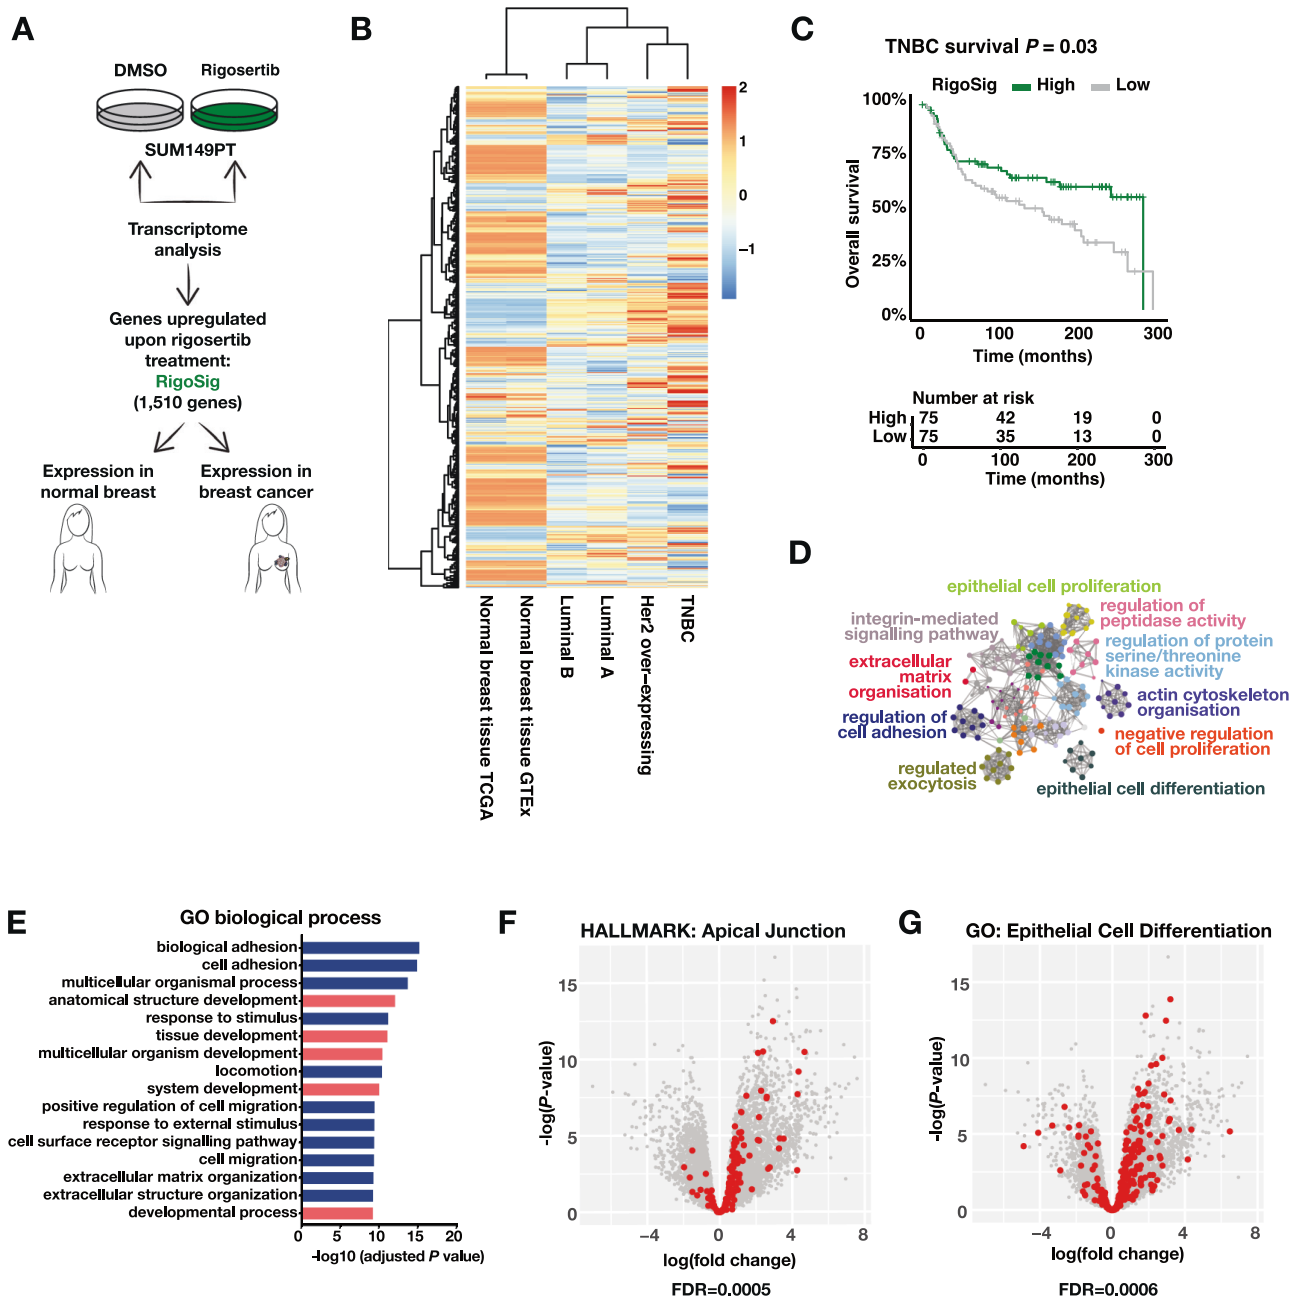 A
DMSO
Rigosertib
SUM149PT
Transcriptome
analysis
Genes upregulated
upon rigosertib
treatment:
RigoSig
(1,510 genes)
Expression in
normal breast
Expression in
breast cancer
B
2
1
0
−1
Normal breast tissue TCGA
Normal breast tissue GTEx
Luminal B
Luminal A
Her2 over-expressing
TNBC
C
TNBC survival P = 0.03
RigoSig High Low
Overall survival
100%
75%
50%
25%
0%
0 100 200 300
Time (months)
Number at risk
High 75 42 19 0
Low 75 35 13 0
0 100 200 300
Time (months)
D
epithelial cell proliferation
integrin-mediated
signalling pathway
extracellular
matrix
organisation
regulation of
cell adhesion
regulated
exocytosis
regulation of
peptidase activity
regulation of protein
serine/threonine
kinase activity
actin cytoskeleton
organisation
negative regulation
of cell proliferation
epithelial cell differentiation
E
GO biological process
biological adhesion
cell adhesion
multicellular organismal process
anatomical structure development
response to stimulus
tissue development
multicellular organism development
locomotion
system development
positive regulation of cell migration
response to external stimulus
cell surface receptor signalling pathway
cell migration
extracellular matrix organization
extracellular structure organization
developmental process
0 5 10 15 20
-log10 (adjusted P value)
F
HALLMARK: Apical Junction
-log(P-value)
15
10
5
0
−4 0 4 8
log(fold change)
FDR=0.0005
G
GO: Epithelial Cell Differentiation
-log(P-value)
15
10
5
0
−4 0 4 8
log(fold change)
FDR=0.0006